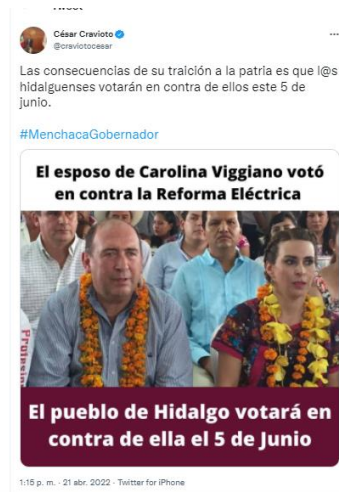 César Cravioto
@craviotocesar
Las consecuencias de su traición a la patria es que l@s
hidalguenses votarán en contra de ellos este 5 de
junio.
#MenchacaGobernador
El esposo de Carolina Viggiano votó
en contra la Reforma Eléctrica
El pueblo de Hidalgo votará en
contra de ella el 5 de Junio
1:15 p. m. · 21 abr. 2022 · Twitter for iPhone